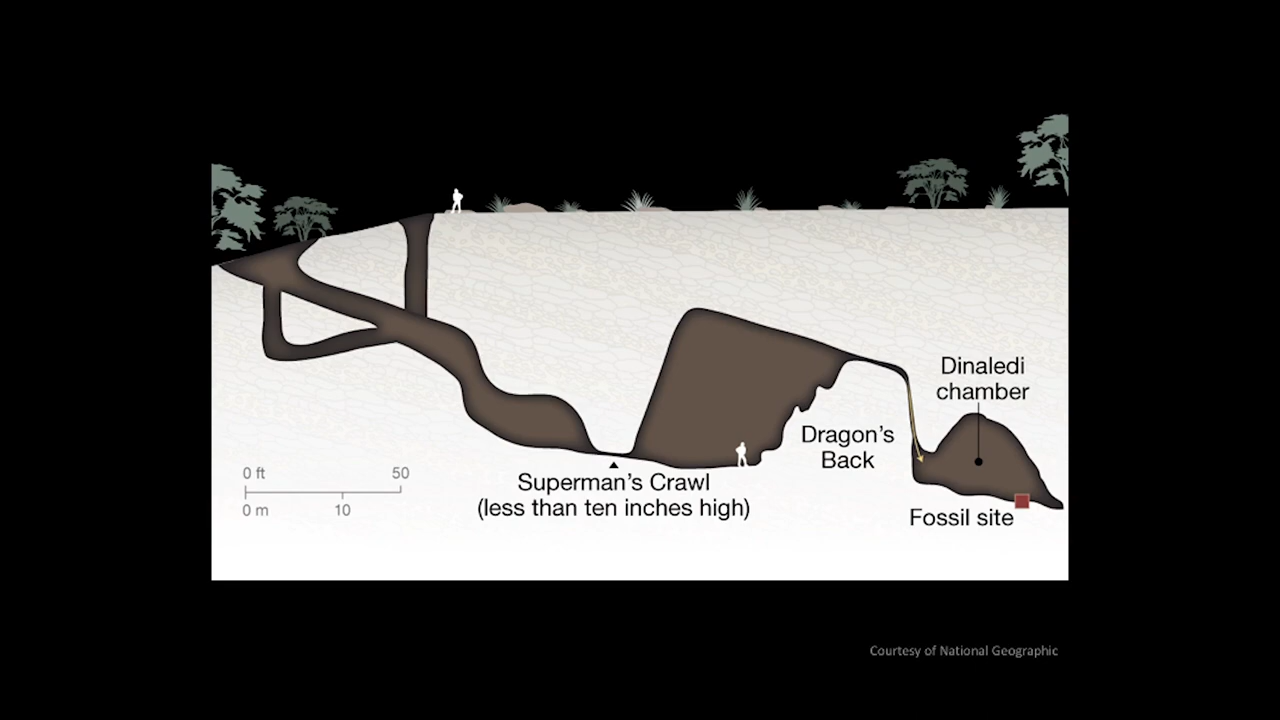 Dinaledi
chamber
Dragon's
Back
0 ft 50
0 m 10
Superman's Crawl
(less than ten inches high)
Fossil site
Courtesy of National Geographic